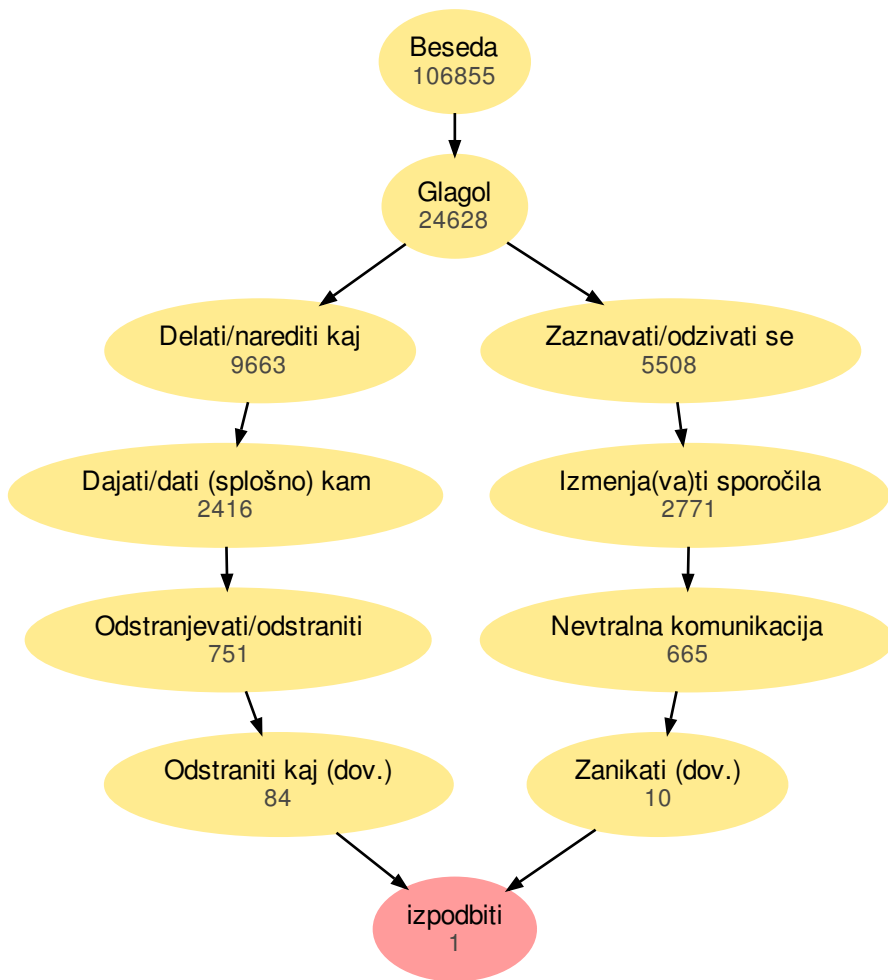 Beseda
106855
Glagol
24628
Delati/narediti kaj
9663
Zaznavati/odzivati se
5508
Dajati/dati (splošno) kam
2416
Izmenja(va)ti sporočila
2771
Odstranjevati/odstraniti
751
Nevtralna komunikacija
665
Odstraniti kaj (dov.)
84
Zanikati (dov.)
10
izpodbiti
1